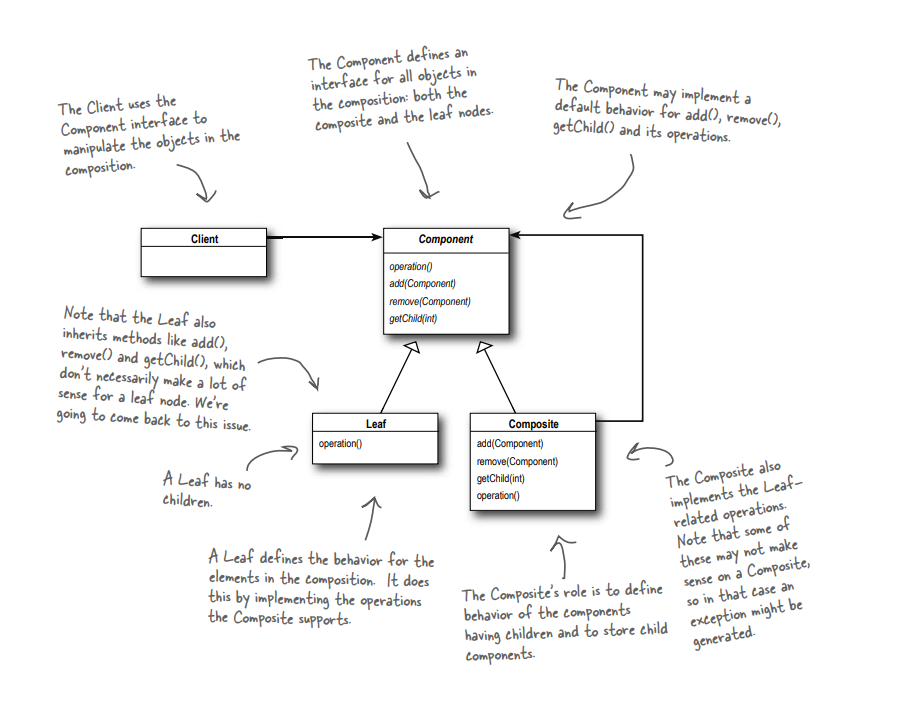 The Component defines an
interface for all objects in
the composition: both the
composite and the leaf nodes.
The Component may implement a
default behavior for add(), remove(),
getChild() and its operations.
The Client uses the
Component interface to
manipulate the objects in the
composition.
Client
Component
operation()
add(Component)
remove(Component)
getChild(int)
Note that the Leaf also
inherits methods like add(),
remove() and getChild(), which
don't necessarily make a lot of
sense for a leaf node. We're
going to come back to this issue.
Leaf
operation()
Composite
add(Component)
remove(Component)
getChild(int)
operation()
A Leaf has no
children.
The Composite also
implements the Leaf-
related operations.
Note that some of
these may not make
sense on a Composite,
so in that case an
exception might be
generated.
A Leaf defines the behavior for the
elements in the composition. It does
this by implementing the operations
the Composite supports.
The Composite's role is to define
behavior of the components
having children and to store child
components.